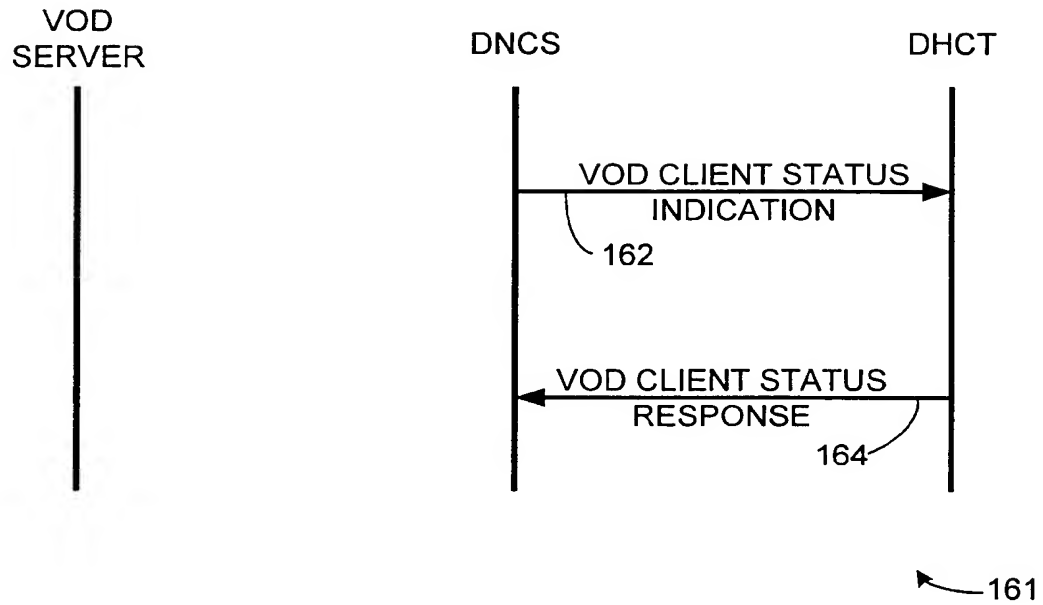 VOD
SERVER
DNCS
DHCT
VOD CLIENT STATUS
INDICATION
162
VOD CLIENT STATUS
RESPONSE
164
161